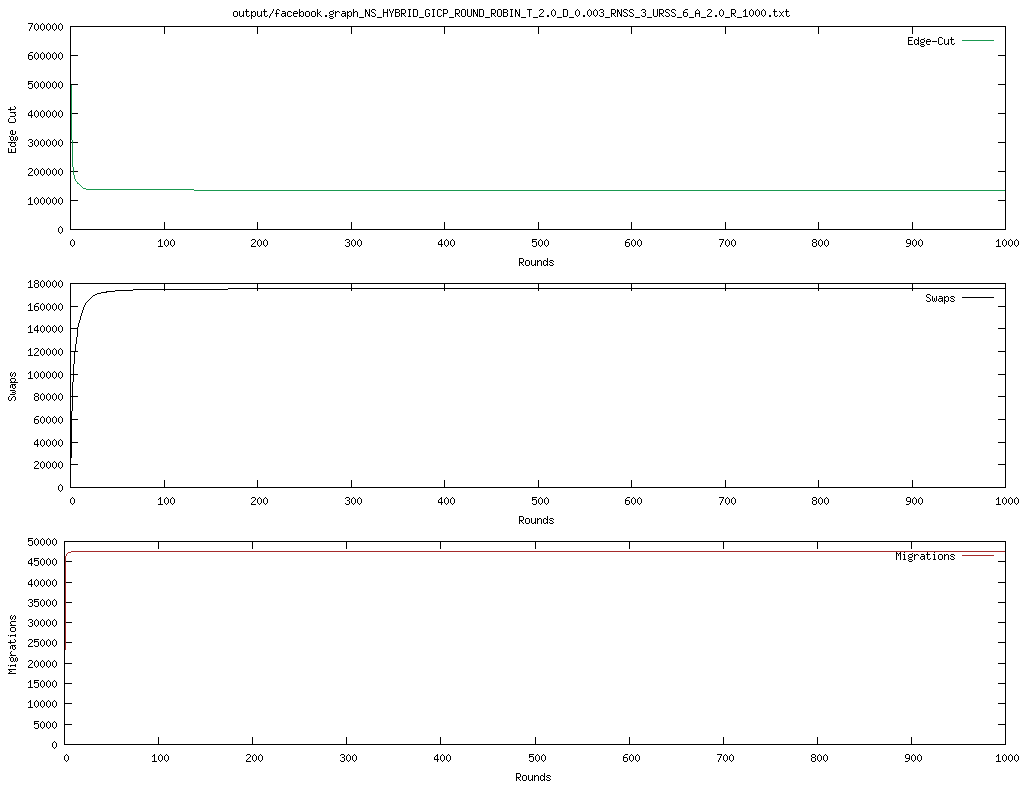 output/facebook.graph_NS_HYBRID_GICP_ROUND_ROBIN_T_2.0_D_0.003_RNSS_3_URSS_6_A_2.0_R_1000.txt
700000
600000
500000
400000
300000
200000
100000
0
Edge Cut
Edge-Cut
0 100 200 300 400 500 600 700 800 900 1000
Rounds
180000
160000
140000
120000
100000
80000
60000
40000
20000
0
Swaps
Swaps
0 100 200 300 400 500 600 700 800 900 1000
Rounds
50000
45000
40000
35000
30000
25000
20000
15000
10000
5000
0
Migrations
Migrations
0 100 200 300 400 500 600 700 800 900 1000
Rounds